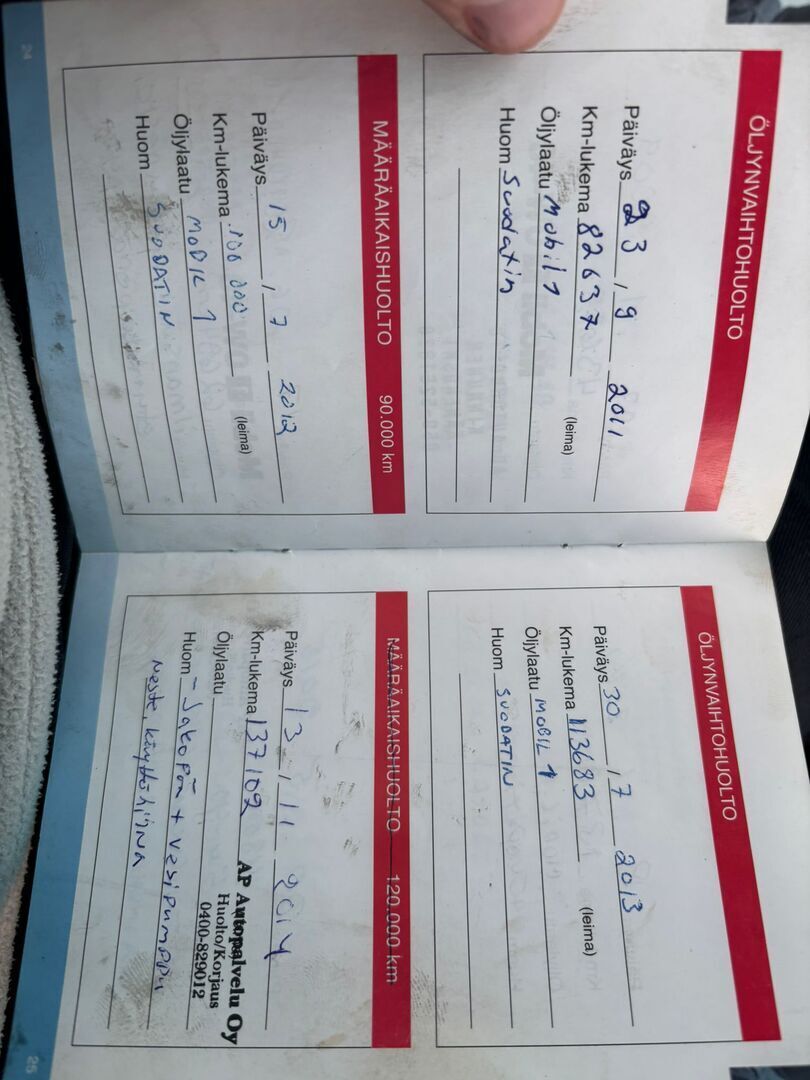 ÖLJYNVAIHTOHUOLTO
Päiväys 23 / 9 2011
Km-lukema 82637
(leima)
Öljylaatu Mobil 1
Huom Suodatin
MÄÄRÄAIKAISHUOLTO 90.000 km
Päiväys 15 / 7 2012
Km-lukema 100 000
(leima)
Öljylaatu MOBIL 1
Huom SUODATIN
24
ÖLJYNVAIHTOHUOLTO
Päiväys 30 / 7 2013
Km-lukema 113683
(leima)
Öljylaatu MOBIL 1
Huom SUODATIN
MÄÄRÄAIKAISHUOLTO 120.000 km
Päiväys 13 / 11 2014
Km-lukema 137102
Öljylaatu
AP Autopalvelu Oy
Huolto/Korjaus
0400-829012
Huom - Jakopää + vesipumppu
neste, käyttöhihna
25